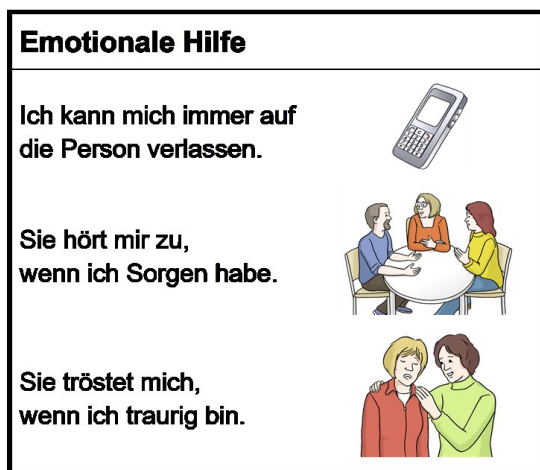 Emotionale Hilfe
Ich kann mich immer auf
die Person verlassen.
Sie hört mir zu,
wenn ich Sorgen habe.
Sie tröstet mich,
wenn ich traurig bin.